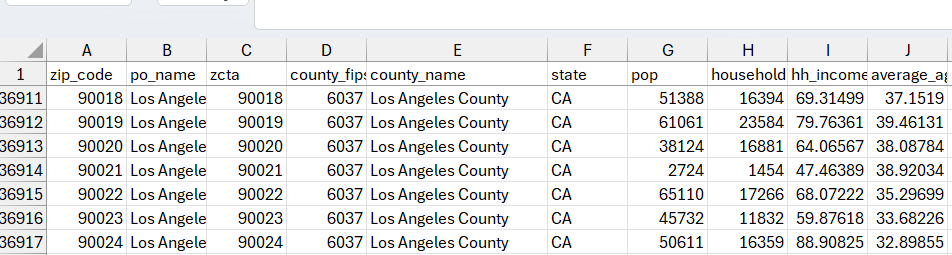 A B C D E F G H I J
1 zip_code po_name zcta county_fips county_name state pop household hh_income average_ag
36911 90018 Los Angele 90018 6037 Los Angeles County CA 51388 16394 69.31499 37.1519
36912 90019 Los Angele 90019 6037 Los Angeles County CA 61061 23584 79.76361 39.46131
36913 90020 Los Angele 90020 6037 Los Angeles County CA 38124 16881 64.06567 38.08784
36914 90021 Los Angele 90021 6037 Los Angeles County CA 2724 1454 47.46389 38.92034
36915 90022 Los Angele 90022 6037 Los Angeles County CA 65110 17266 68.07222 35.29699
36916 90023 Los Angele 90023 6037 Los Angeles County CA 45732 11832 59.87618 33.68226
36917 90024 Los Angele 90024 6037 Los Angeles County CA 50611 16359 88.90825 32.89855